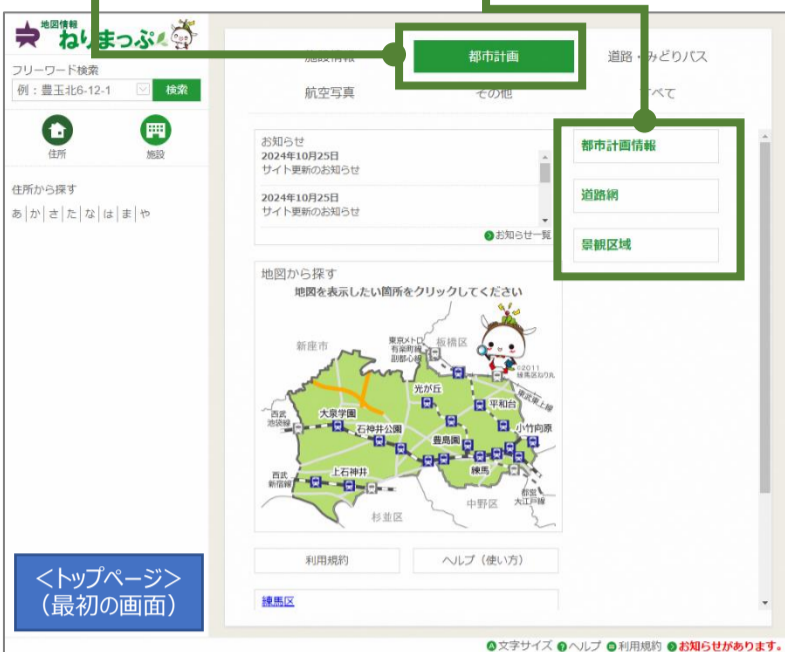 地図情報
ねりまっぷ
フリーワード検索
例：豊玉北6-12-1
検索
住所
施設
住所から探す
あ|か|さ|た|な|は|ま|や
施設情報
都市計画
道路・みどりバス
航空写真
その他
すべて
お知らせ
2024年10月25日
サイト更新のお知らせ
2024年10月25日
サイト更新のお知らせ
お知らせ一覧
都市計画情報
道路網
景観区域
地図から探す
地図を表示したい箇所をクリックしてください
新座市
東京メトロ
有楽町線
副都心線
板橋区
©2011
練馬区ねり丸
東武東上線
光が丘
平和台
西武
池袋線
大泉学園
石神井公園
豊島園
小竹向原
練馬
西武
新宿線
上石神井
都営
大江戸線
中野区
杉並区
利用規約
ヘルプ（使い方）
練馬区
＜トップページ＞
（最初の画面）
文字サイズ ヘルプ 利用規約 お知らせがあります。